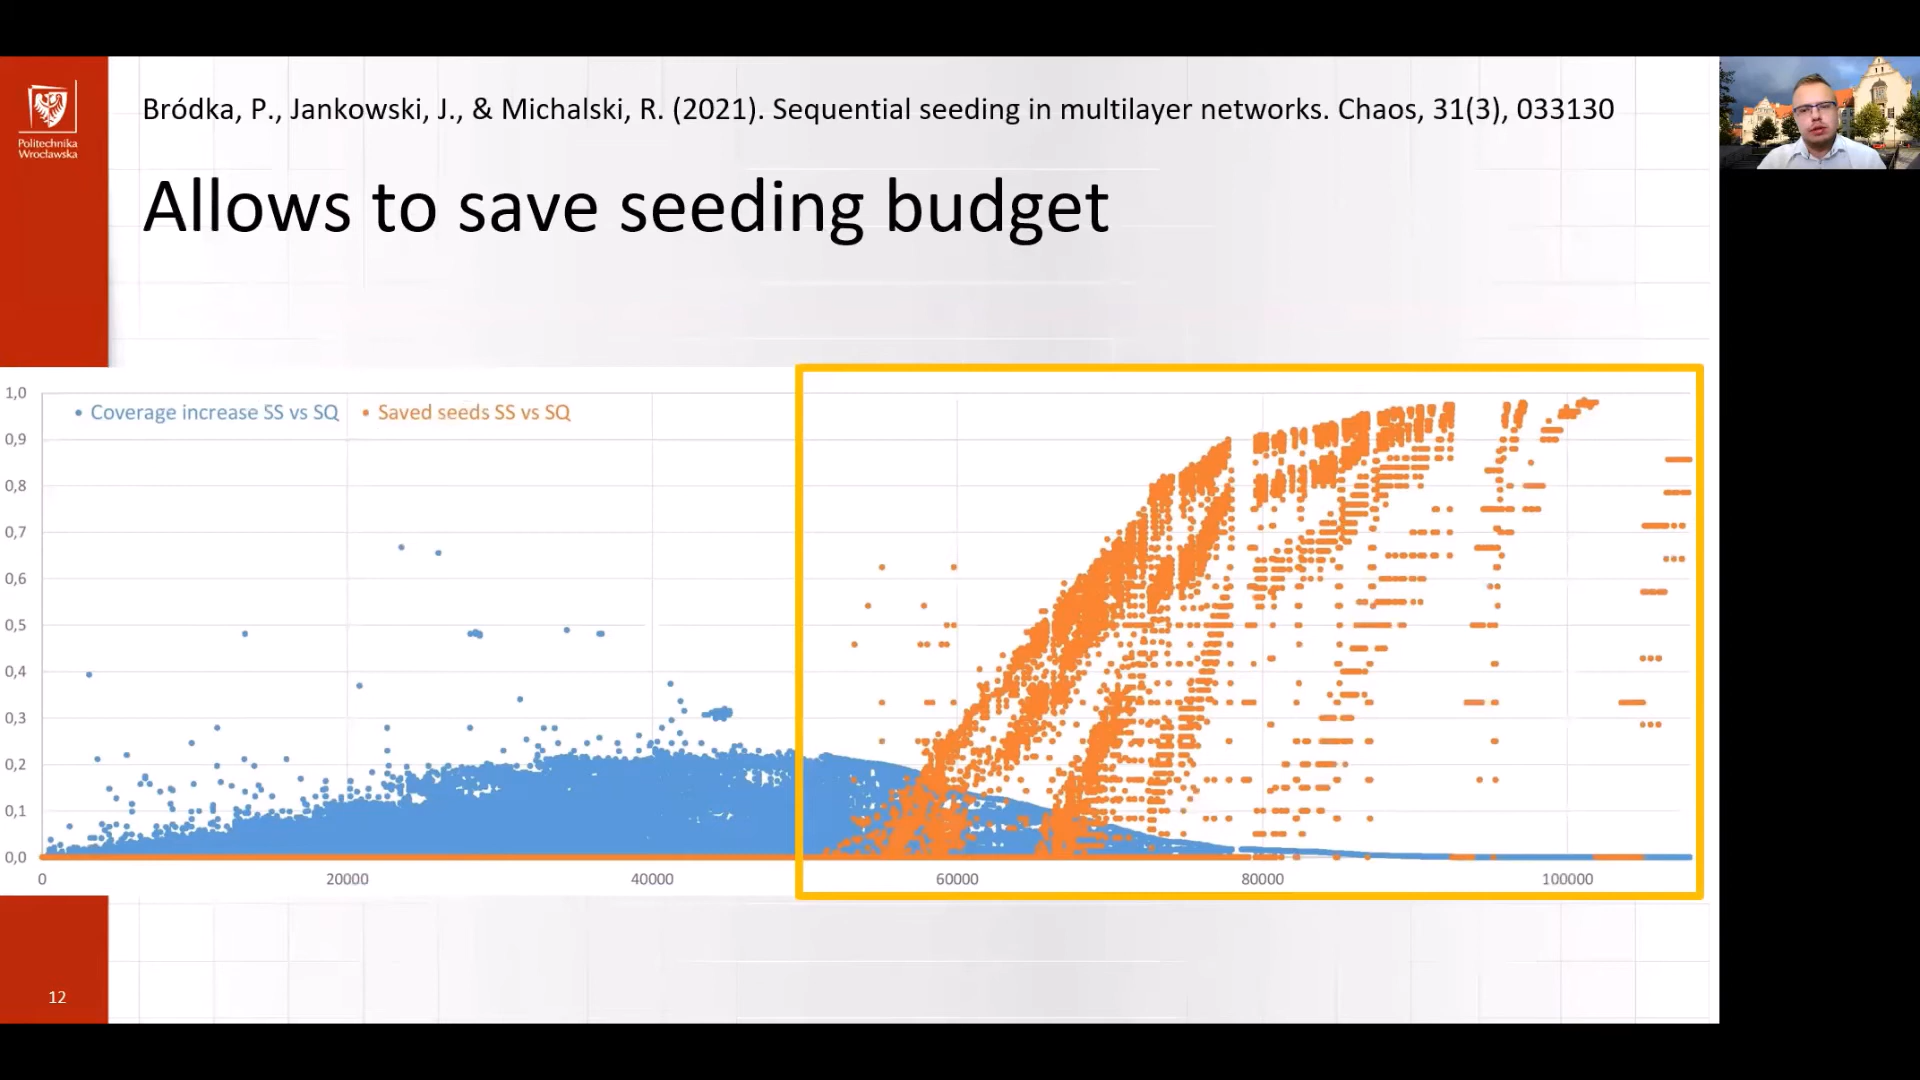 Politechnika
Wrocławska
Bródka, P., Jankowski, J., & Michalski, R. (2021). Sequential seeding in multilayer networks. Chaos, 31(3), 033130
Allows to save seeding budget
Coverage increase SS vs SQ
Saved seeds SS vs SQ
1,0
0,9
0,8
0,7
0,6
0,5
0,4
0,3
0,2
0,1
0,0
0 20000 40000 60000 80000 100000
12